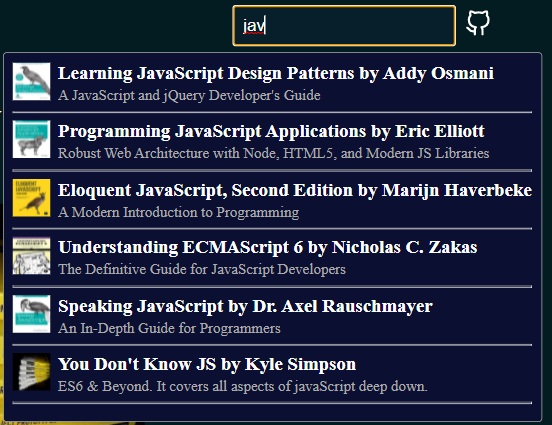 jav
Learning JavaScript Design Patterns by Addy Osmani
A JavaScript and jQuery Developer's Guide
Programming JavaScript Applications by Eric Elliott
Robust Web Architecture with Node, HTML5, and Modern JS Libraries
Eloquent JavaScript, Second Edition by Marijn Haverbeke
A Modern Introduction to Programming
Understanding ECMAScript 6 by Nicholas C. Zakas
The Definitive Guide for JavaScript Developers
Speaking JavaScript by Dr. Axel Rauschmayer
An In-Depth Guide for Programmers
You Don't Know JS by Kyle Simpson
ES6 & Beyond. It covers all aspects of javaScript deep down.